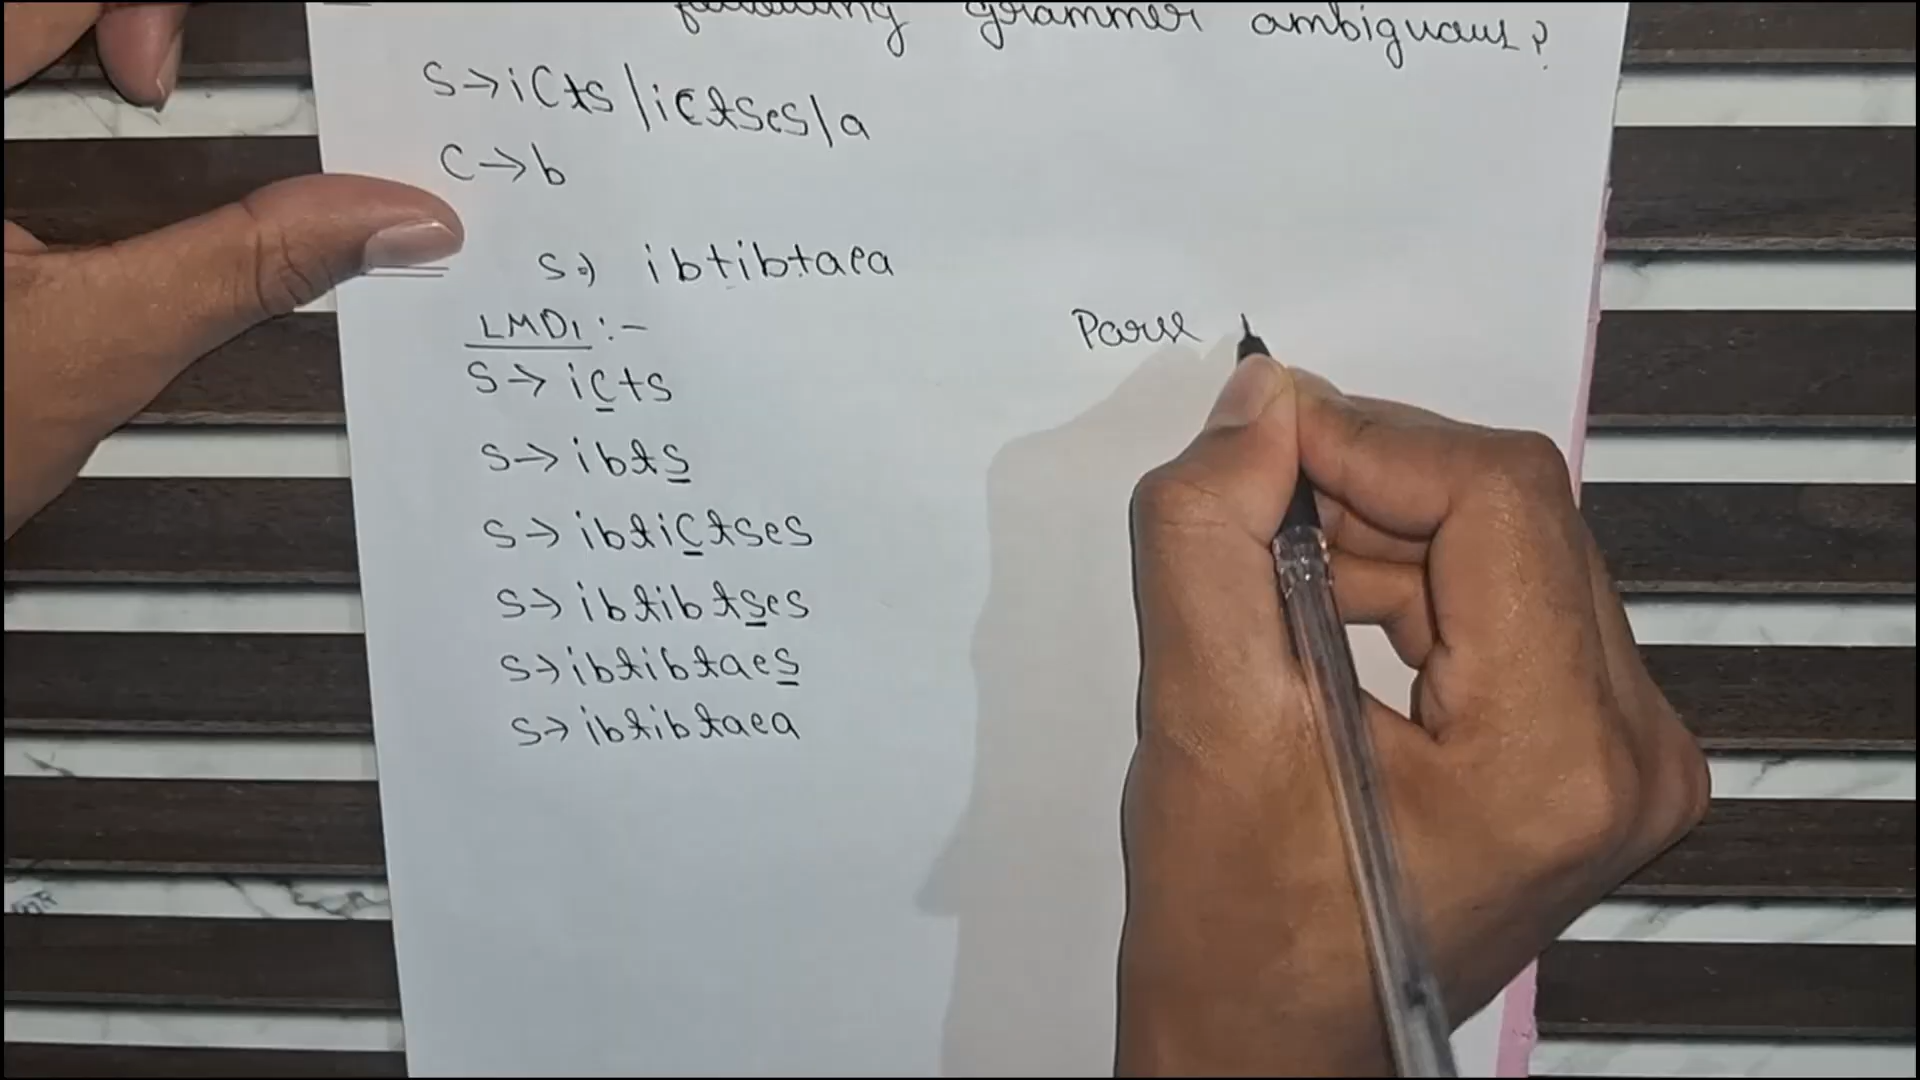 following grammer ambiguous?
S→iCtS/iCtSeS/a
C→b
S⇒ ibtibtaea
LMD1:-
S→ iCtS
S→ ibtS
S→ ibtiCtSeS
S→ ibtibtSeS
S→ibtibtaeS
S→ibtibtaea
Parse